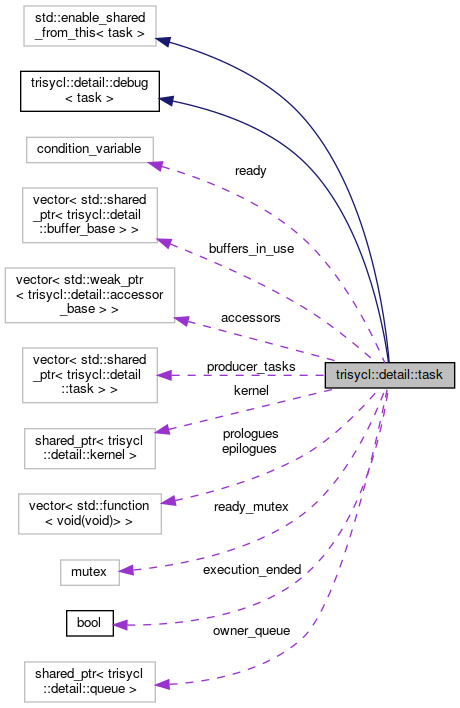 std::enable_shared
_from_this< task >
trisycl::detail::debug
< task >
condition_variable
ready
vector< std::shared
_ptr< trisycl::detail
::buffer_base > >
buffers_in_use
vector< std::weak_ptr
< trisycl::detail::accessor
_base > >
accessors
vector< std::shared
_ptr< trisycl::detail
::task > >
producer_tasks
trisycl::detail::task
kernel
shared_ptr< trisycl
::detail::kernel >
prologues
epilogues
vector< std::function
< void(void)> >
ready_mutex
mutex
execution_ended
bool
owner_queue
shared_ptr< trisycl
::detail::queue >